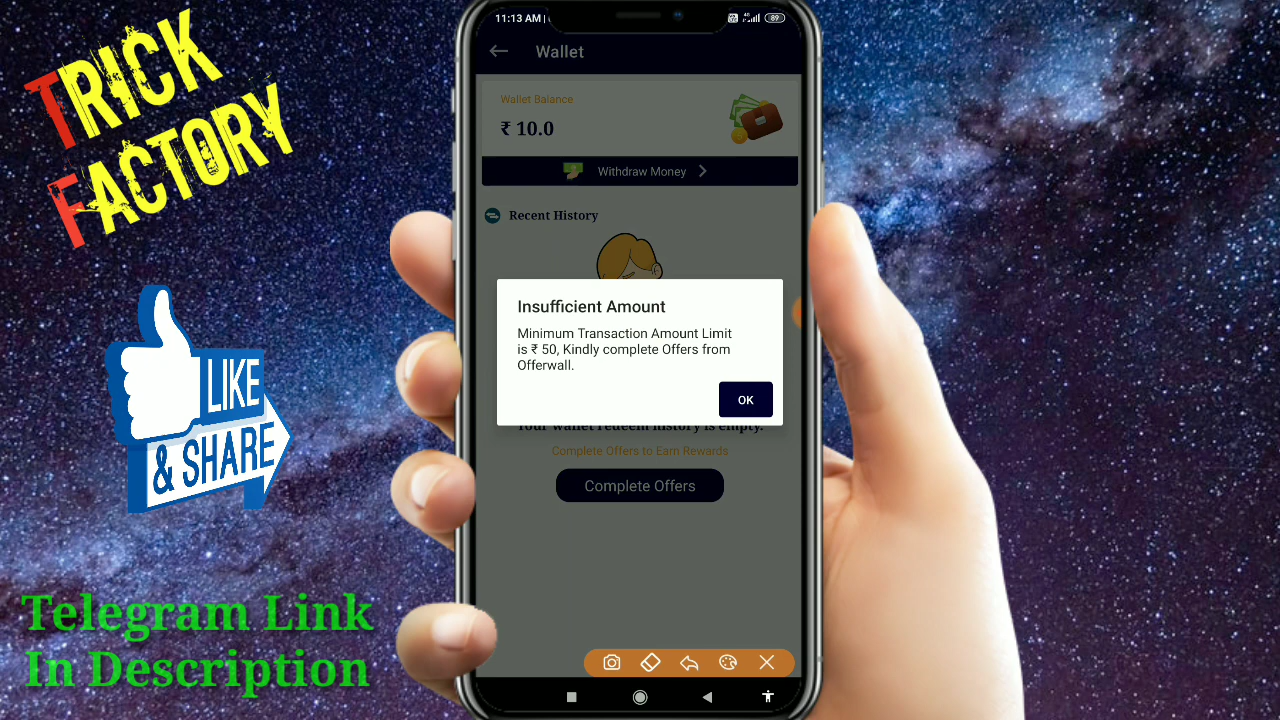 TRICK
FACTORY
LIKE
& SHARE
Telegram Link
In Description
11:13 AM |
4G
89
Wallet
Wallet Balance
₹ 10.0
Withdraw Money
Recent History
Insufficient Amount
Minimum Transaction Amount Limit
is ₹ 50, Kindly complete Offers from
Offerwall.
OK
Your wallet redeem history is empty.
Complete Offers to Earn Rewards
Complete Offers